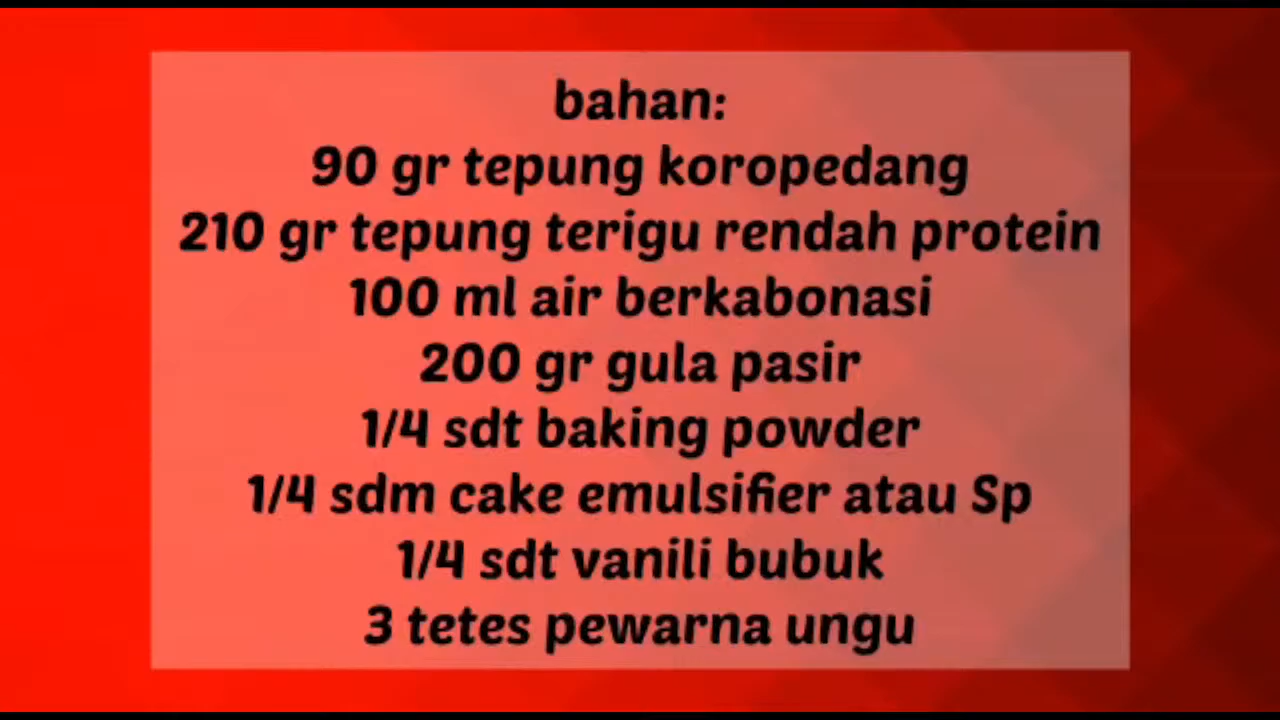 bahan:
90 gr tepung koropedang
210 gr tepung terigu rendah protein
100 ml air berkabonasi
200 gr gula pasir
1/4 sdt baking powder
1/4 sdm cake emulsifier atau Sp
1/4 sdt vanili bubuk
3 tetes pewarna ungu